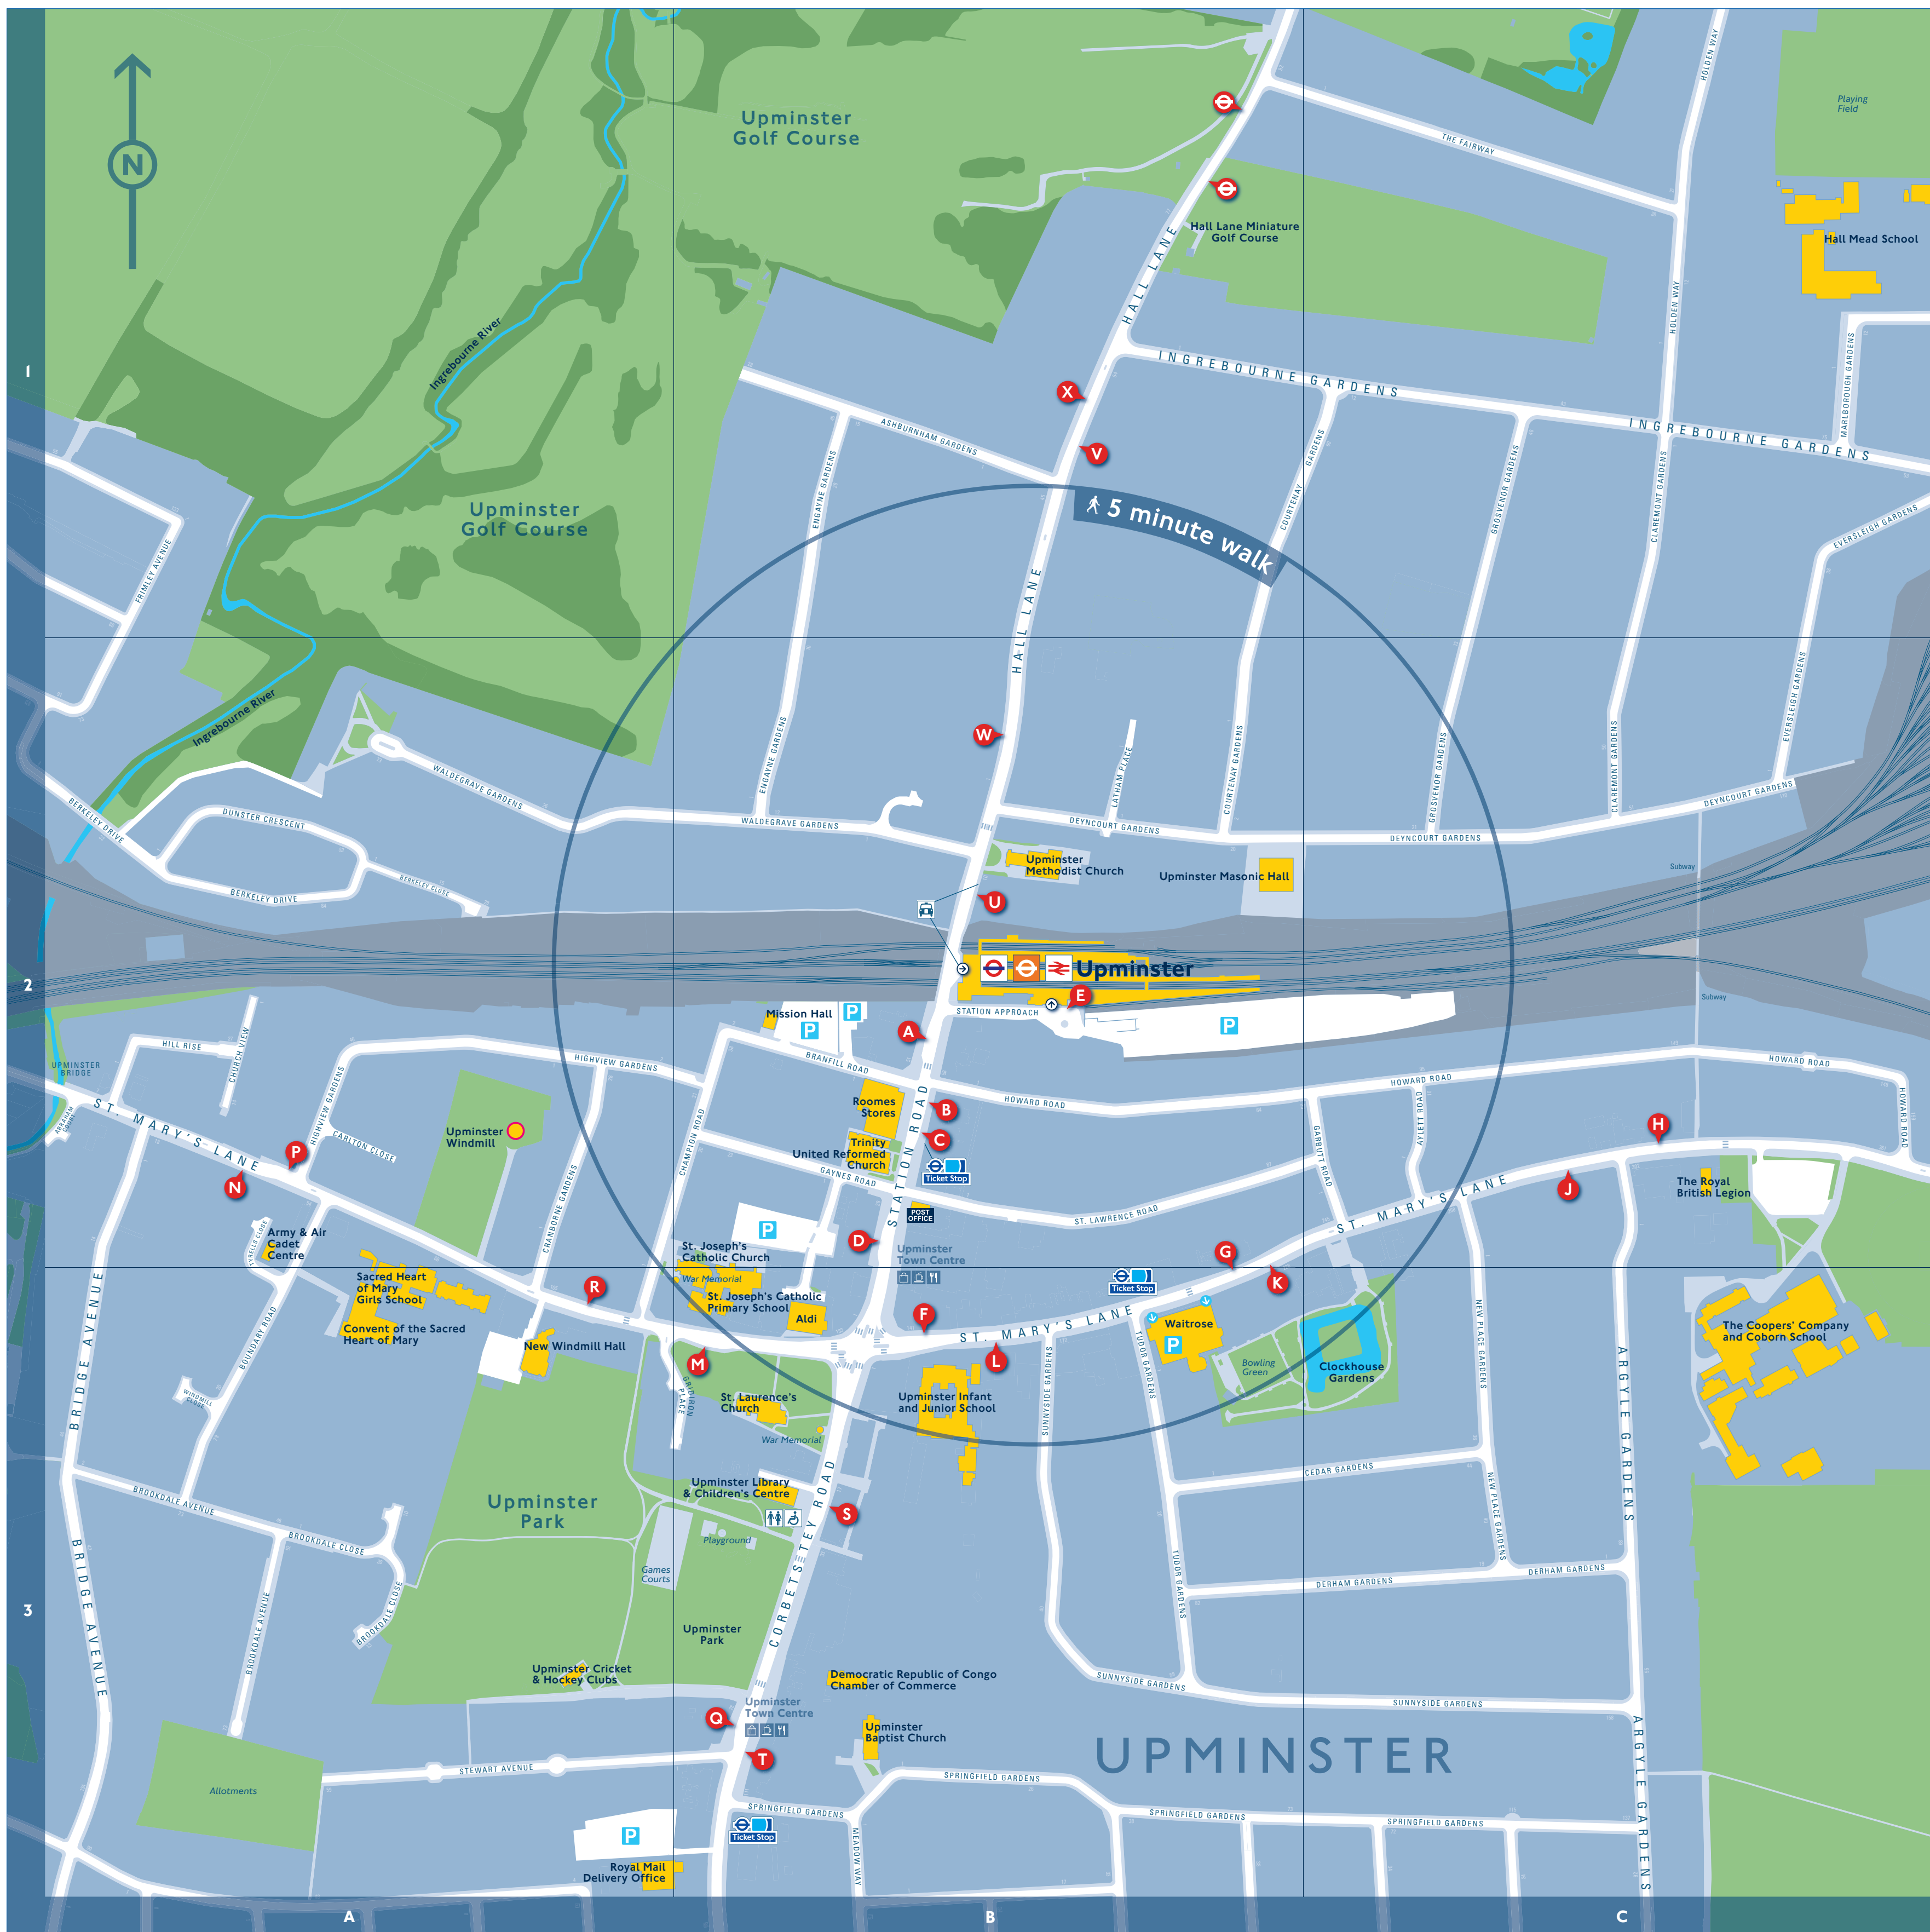 N
Upminster
Golf Course
Hall Lane Miniature
Golf Course
THE FAIRWAY
HOLDEN WAY
Playing
Field
Hall Mead School
HOLDEN WAY
MARLBOROUGH GARDENS
HALL LANE
INGREBOURNE GARDENS
INGREBOURNE GARDENS
Ingrebourne River
1
X
V
ASHBURNHAM GARDENS
ENGAYNE GARDENS
COURTENAY GARDENS
GROSVENOR GARDENS
CLAREMONT GARDENS
EVERSLEIGH GARDENS
Upminster
Golf Course
5 minute walk
FRIMLEY AVENUE
HALL LANE
Ingrebourne River
W
ENGAYNE GARDENS
LATHAM PLACE
COURTENAY GARDENS
GROSVENOR GARDENS
CLAREMONT GARDENS
EVERSLEIGH GARDENS
WALDEGRAVE GARDENS
WALDEGRAVE GARDENS
DEYNCOURT GARDENS
DEYNCOURT GARDENS
DEYNCOURT GARDENS
BERKELEY DRIVE
DUNSTER CRESCENT
BERKELEY CLOSE
BERKELEY DRIVE
Upminster
Methodist Church
Upminster Masonic Hall
Subway
U
Upminster
2
E
Subway
STATION APPROACH
Mission Hall
P
P
P
A
BRANFILL ROAD
HILL RISE
CHURCH VIEW
UPMINSTER
BRIDGE
HIGHVIEW GARDENS
HIGHVIEW GARDENS
HOWARD ROAD
HOWARD ROAD
HOWARD ROAD
HOWARD ROAD
ABRAHAM
COURT
ST. MARY'S LANE
CARLTON CLOSE
Upminster
Windmill
CHAMPION ROAD
Roomes
Stores
B
C
Trinity
United Reformed
Church
Ticket Stop
STATION ROAD
GAYNES ROAD
GARBUTT ROAD
AYLETT ROAD
H
P
N
J
The Royal
British Legion
POST
OFFICE
ST. LAWRENCE ROAD
ST. MARY'S LANE
CRANBORNE GARDENS
TYRELLS CLOSE
Army & Air
Cadet
Centre
P
D
Upminster
Town Centre
G
K
St. Joseph's
Catholic Church
War Memorial
St. Joseph's Catholic
Primary School
Aldi
Sacred Heart
of Mary
Girls School
Convent of the Sacred
Heart of Mary
R
New Windmill Hall
M
F
L
ST. MARY'S LANE
Ticket Stop
Waitrose
P
Bowling
Green
Clockhouse
Gardens
The Coopers' Company
and Coborn School
BRIDGE AVENUE
BOUNDARY ROAD
WINDMILL
CLOSE
GRIDIRON
PLACE
St. Laurence's
Church
War Memorial
Upminster Infant
and Junior School
SUNNYSIDE GARDENS
TUDOR GARDENS
NEW PLACE GARDENS
ARGYLE GARDENS
CEDAR GARDENS
NEW PLACE GARDENS
BROOKDALE AVENUE
BROOKDALE CLOSE
BROOKDALE CLOSE
BROOKDALE AVENUE
BRIDGE AVENUE
Upminster
Park
Upminster Library
& Children's Centre
S
Playground
Games
Courts
CORBETS TEY ROAD
TUDOR GARDENS
DERHAM GARDENS
DERHAM GARDENS
3
Upminster
Park
Upminster Cricket
& Hockey Clubs
Democratic Republic of Congo
Chamber of Commerce
SUNNYSIDE GARDENS
SUNNYSIDE GARDENS
Q
Upminster
Town Centre
Upminster
Baptist Church
UPMINSTER
T
ARGYLE GARDENS
STEWART AVENUE
Allotments
SPRINGFIELD GARDENS
SPRINGFIELD GARDENS
SPRINGFIELD GARDENS
SPRINGFIELD GARDENS
Ticket Stop
MEADOW WAY
P
Royal Mail
Delivery Office
A
B
C